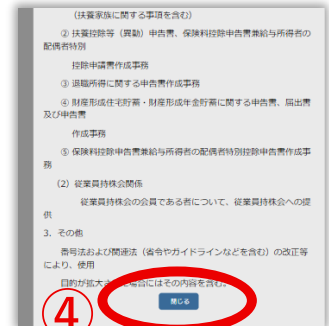 （扶養家族に関する事項を含む）
② 扶養控除等（異動）申告書、保険料控除申告書兼給与所得者の
配偶者特別
控除申請書作成事務
③ 退職所得に関する申告書作成事務
④ 財産形成住宅貯蓄・財産形成年金貯蓄に関する申告書、届出書
及び申告書
作成事務
⑤ 保険料控除申告書兼給与所得者の配偶者特別控除申告書作成事
務
（2）従業員持株会関係
従業員持株会の会員である者について、従業員持株会への提
供
3．その他
番号法および関連法（省令やガイドラインなどを含む）の改正等
により、使用
目的が拡大された場合にはその内容を含む。
閉じる
④